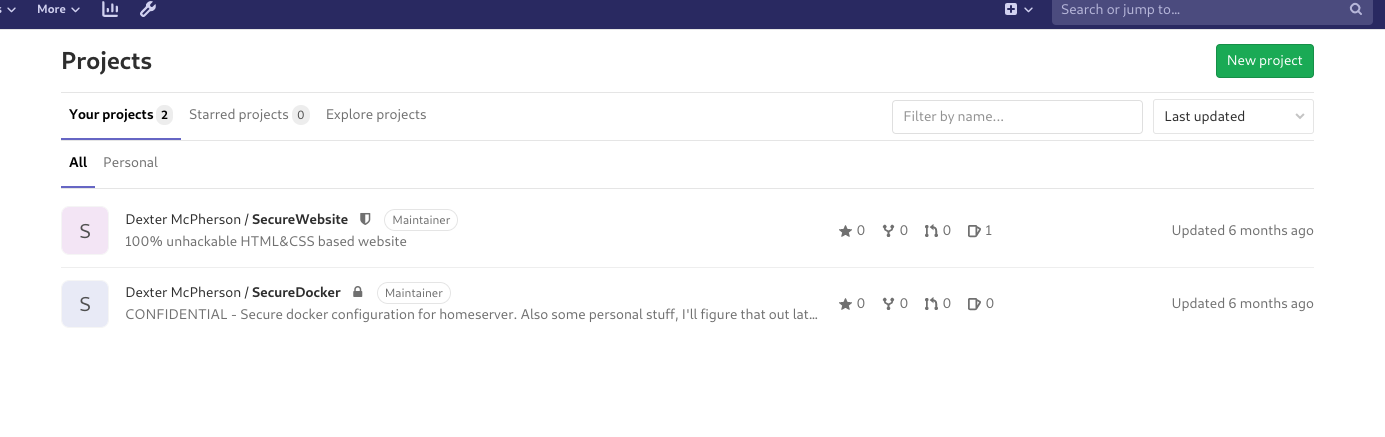 s More Search or jump to...
Projects New project
Your projects 2 Starred projects 0 Explore projects Filter by name... Last updated
All Personal
S Dexter McPherson / SecureWebsite Maintainer 0 0 0 1 Updated 6 months ago
100% unhackable HTML&CSS based website
S Dexter McPherson / SecureDocker Maintainer 0 0 0 0 Updated 6 months ago
CONFIDENTIAL - Secure docker configuration for homeserver. Also some personal stuff, I'll figure that out lat...